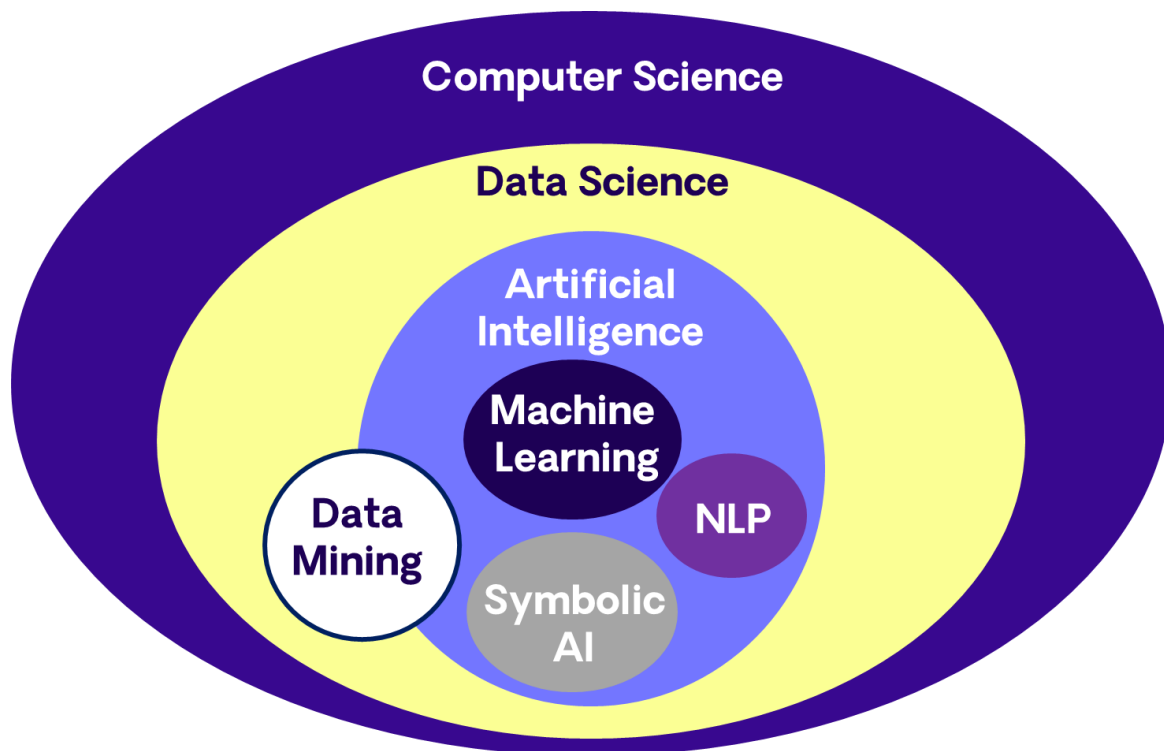 Computer Science
Data Science
Artificial
Intelligence
Machine
Learning
NLP
Data
Mining
Symbolic
AI